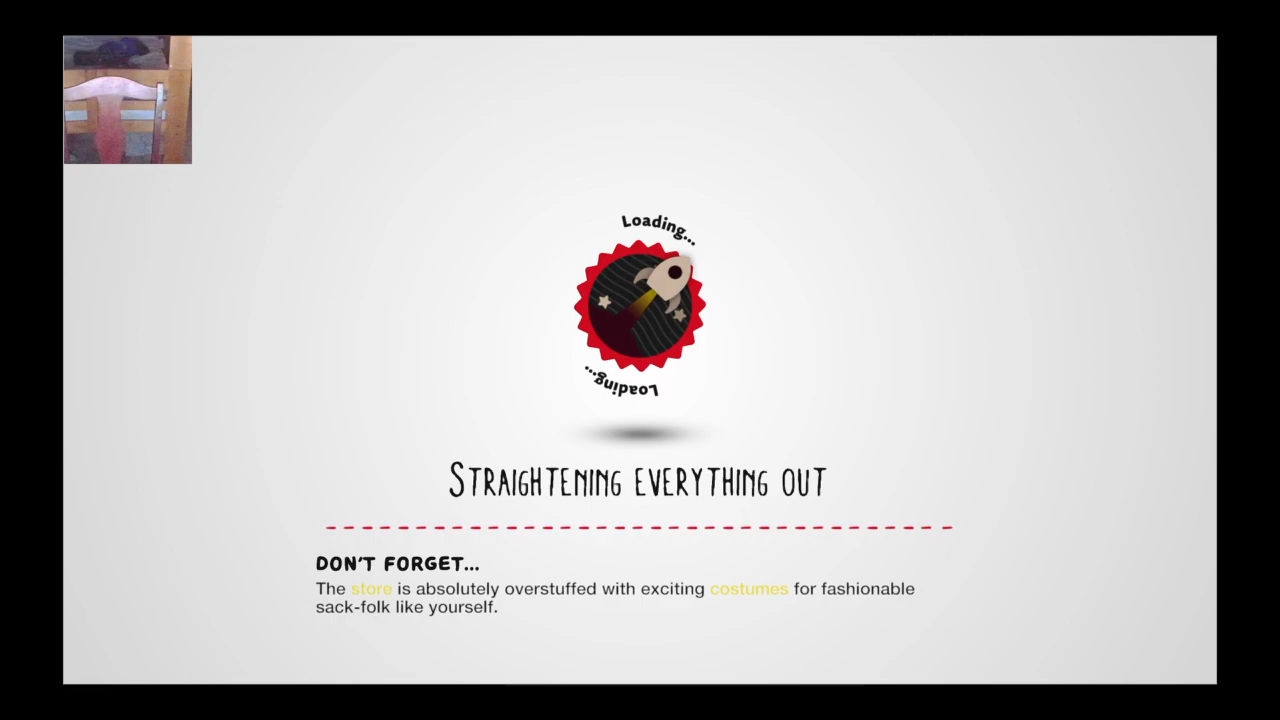 Loading...
Loading...
STRAIGHTENING EVERYTHING OUT
DON'T FORGET...
The store is absolutely overstuffed with exciting costumes for fashionable
sack-folk like yourself.